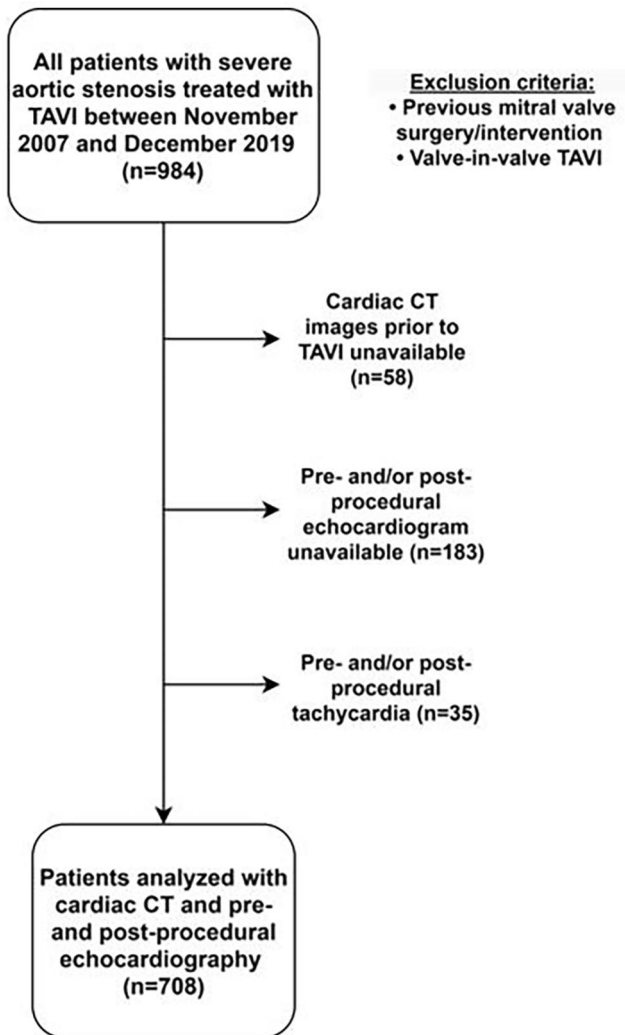 All patients with severe
aortic stenosis treated with
TAVI between November
2007 and December 2019
(n=984)
Exclusion criteria:
• Previous mitral valve
surgery/intervention
• Valve-in-valve TAVI
Cardiac CT
images prior to
TAVI unavailable
(n=58)
Pre- and/or post-
procedural
echocardiogram
unavailable (n=183)
Pre- and/or post-
procedural
tachycardia (n=35)
Patients analyzed with
cardiac CT and pre-
and post-procedural
echocardiography
(n=708)